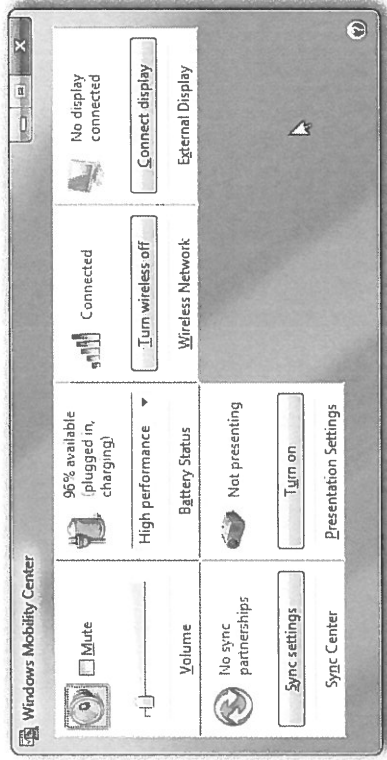 Windows Mobility Center
Mute
Volume
96% available
(plugged in,
charging)
High performance
Battery Status
Connected
Turn wireless off
Wireless Network
No display
connected
Connect display
External Display
No sync
partnerships
Sync settings
Sync Center
Not presenting
Turn on
Presentation Settings